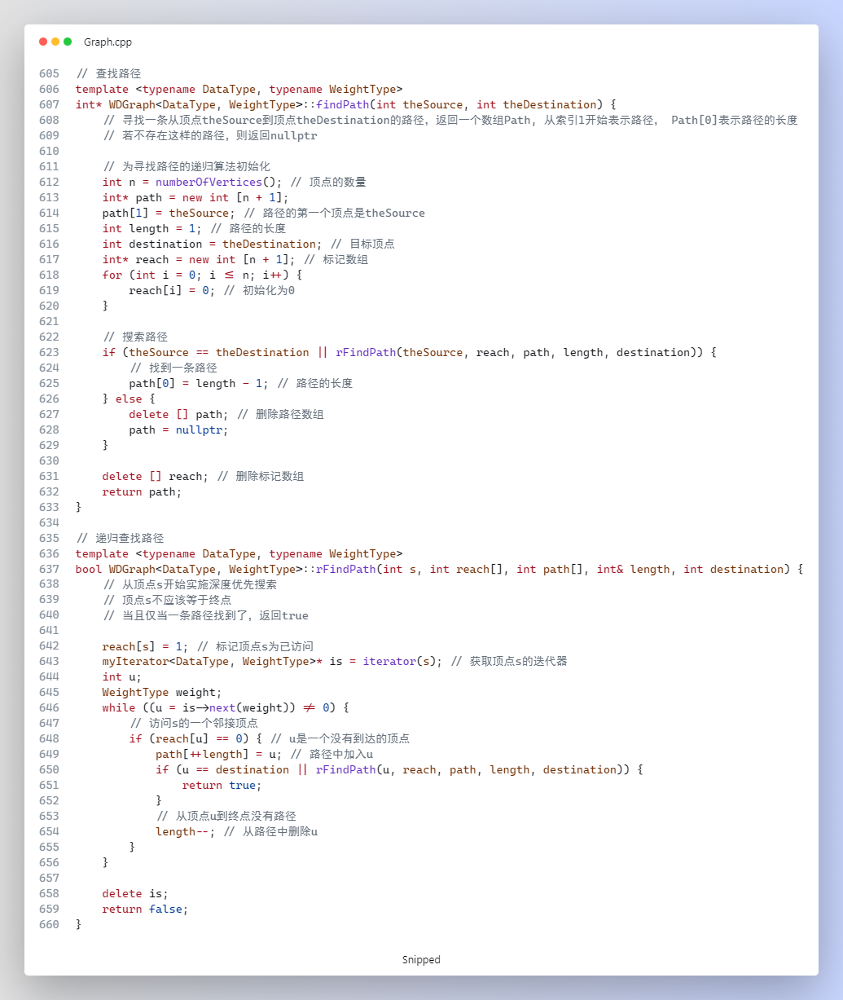 Graph.cpp
605 // 查找路径
606 template <typename DataType, typename WeightType>
607 int* WDGraph<DataType, WeightType>::findPath(int theSource, int theDestination) {
608     // 寻找一条从顶点theSource到顶点theDestination的路径，返回一个数组Path, 从索引1开始表示路径， Path[0]表示路径的长度
609     // 若不存在这样的路径，则返回nullptr
610
611     // 为寻找路径的递归算法初始化
612     int n = numberOfVertices(); // 顶点的数量
613     int* path = new int [n + 1];
614     path[1] = theSource; // 路径的第一个顶点是theSource
615     int length = 1; // 路径的长度
616     int destination = theDestination; // 目标顶点
617     int* reach = new int [n + 1]; // 标记数组
618     for (int i = 0; i <= n; i++) {
619         reach[i] = 0; // 初始化为0
620     }
621
622     // 搜索路径
623     if (theSource == theDestination || rFindPath(theSource, reach, path, length, destination)) {
624         // 找到一条路径
625         path[0] = length - 1; // 路径的长度
626     } else {
627         delete [] path; // 删除路径数组
628         path = nullptr;
629     }
630
631     delete [] reach; // 删除标记数组
632     return path;
633 }
634
635 // 递归查找路径
636 template <typename DataType, typename WeightType>
637 bool WDGraph<DataType, WeightType>::rFindPath(int s, int reach[], int path[], int& length, int destination) {
638     // 从顶点s开始实施深度优先搜索
639     // 顶点s不应该等于终点
640     // 当且仅当一条路径找到了，返回true
641
642     reach[s] = 1; // 标记顶点s为已访问
643     myIterator<DataType, WeightType>* is = iterator(s); // 获取顶点s的迭代器
644     int u;
645     WeightType weight;
646     while ((u = is->next(weight)) != 0) {
647         // 访问s的一个邻接顶点
648         if (reach[u] == 0) { // u是一个没有到达的顶点
649             path[++length] = u; // 路径中加入u
650             if (u == destination || rFindPath(u, reach, path, length, destination)) {
651                 return true;
652             }
653             // 从顶点u到终点没有路径
654             length--; // 从路径中删除u
655         }
656     }
657
658     delete is;
659     return false;
660 }
Snipped